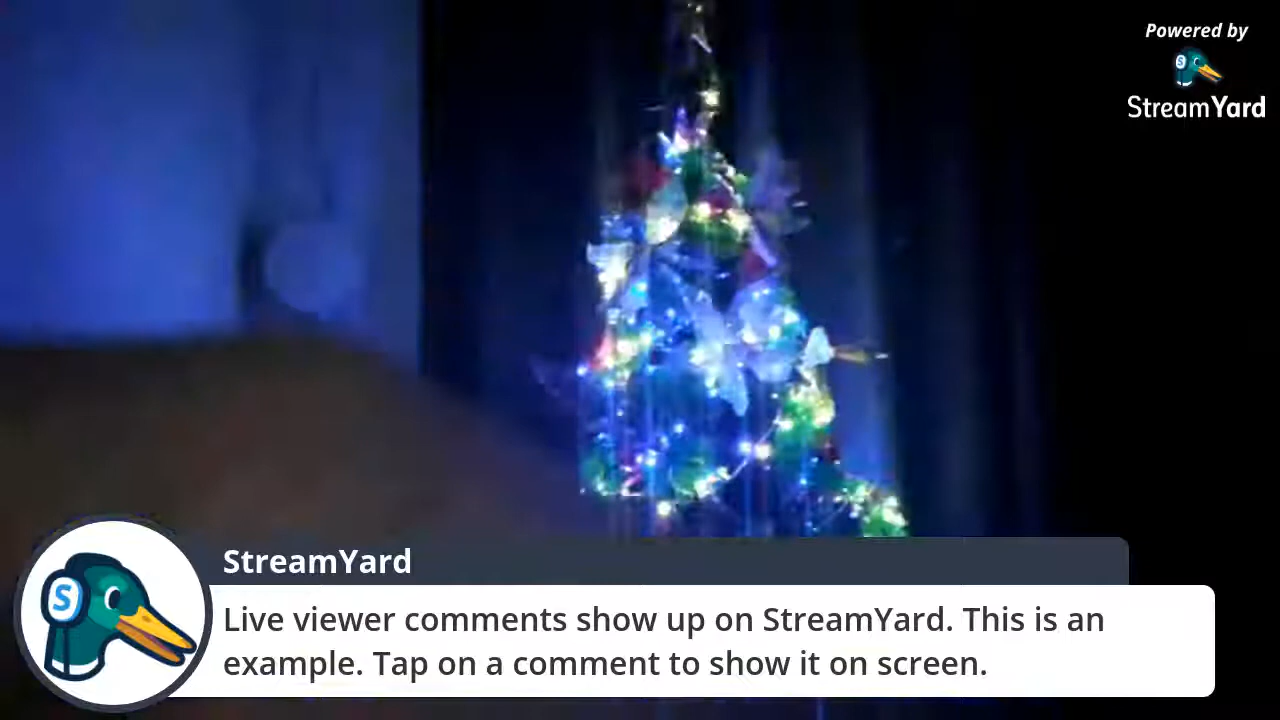 Powered by
S
StreamYard
StreamYard
S
Live viewer comments show up on StreamYard. This is an
example. Tap on a comment to show it on screen.